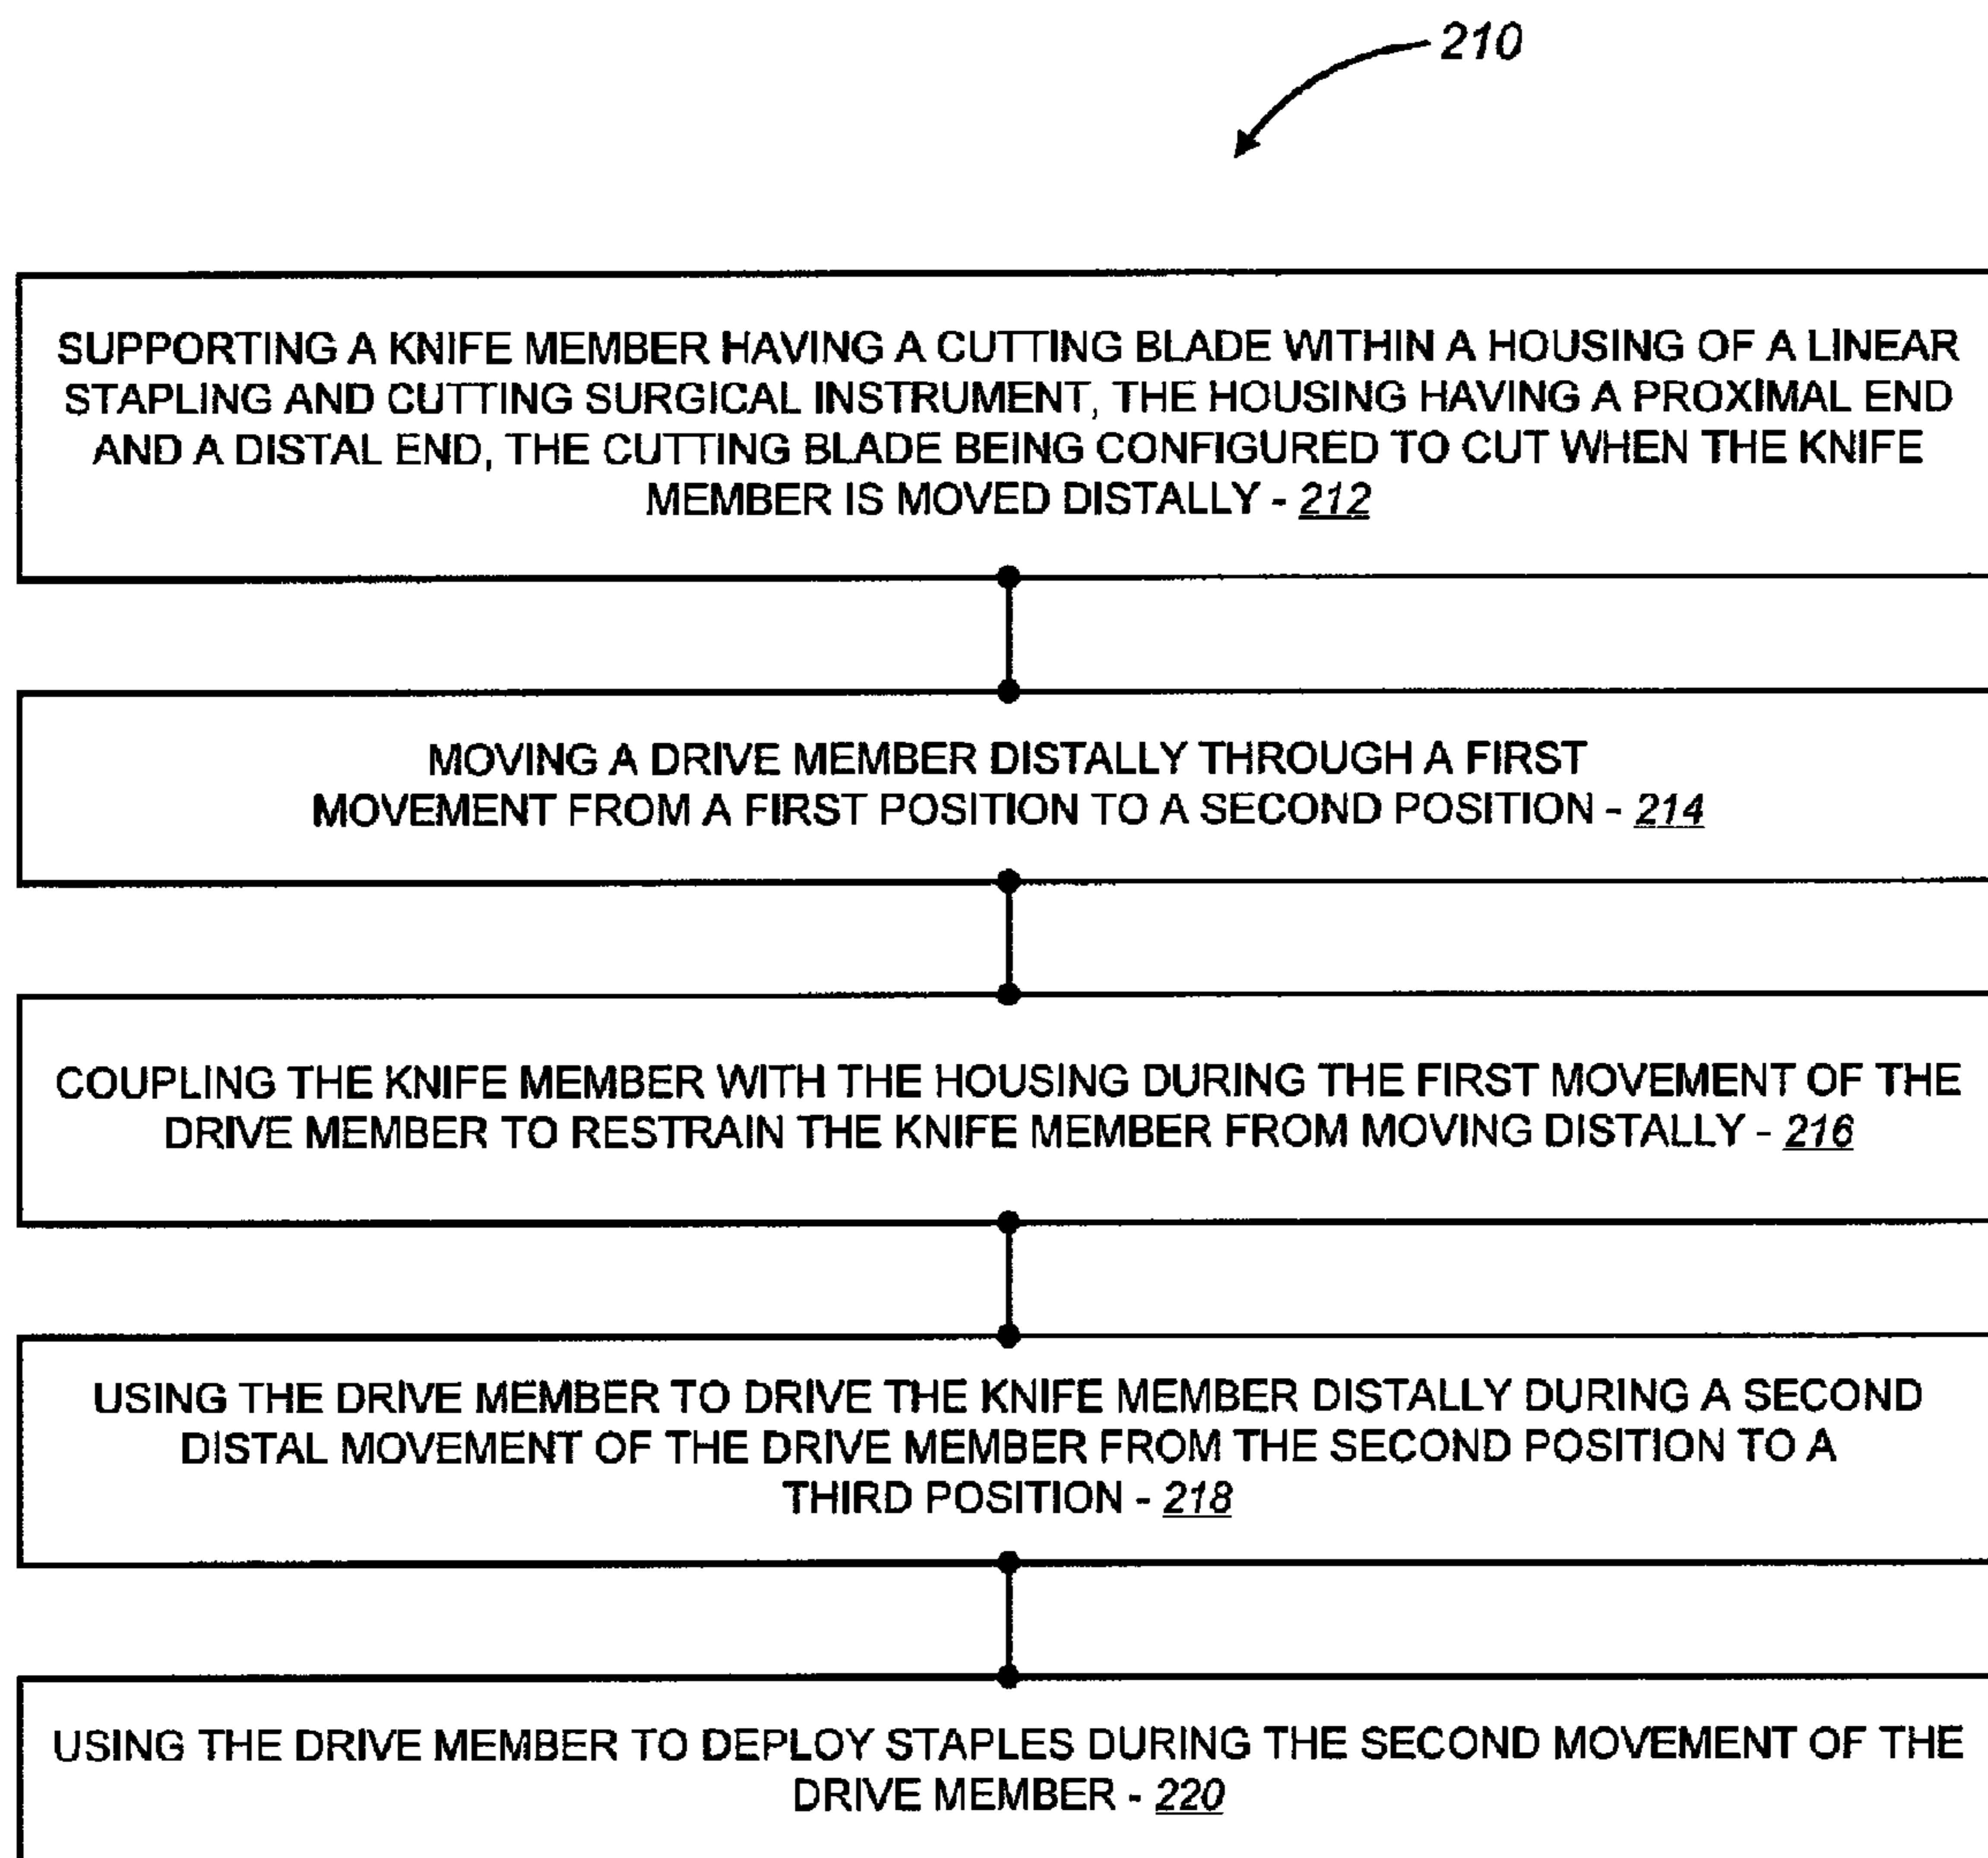 210
SUPPORTING A KNIFE MEMBER HAVING A CUTTING BLADE WITHIN A HOUSING OF A LINEAR
STAPLING AND CUTTING SURGICAL INSTRUMENT, THE HOUSING HAVING A PROXIMAL END
AND A DISTAL END, THE CUTTING BLADE BEING CONFIGURED TO CUT WHEN THE KNIFE
MEMBER IS MOVED DISTALLY - 212
MOVING A DRIVE MEMBER DISTALLY THROUGH A FIRST
MOVEMENT FROM A FIRST POSITION TO A SECOND POSITION - 214
COUPLING THE KNIFE MEMBER WITH THE HOUSING DURING THE FIRST MOVEMENT OF THE
DRIVE MEMBER TO RESTRAIN THE KNIFE MEMBER FROM MOVING DISTALLY - 216
USING THE DRIVE MEMBER TO DRIVE THE KNIFE MEMBER DISTALLY DURING A SECOND
DISTAL MOVEMENT OF THE DRIVE MEMBER FROM THE SECOND POSITION TO A
THIRD POSITION - 218
USING THE DRIVE MEMBER TO DEPLOY STAPLES DURING THE SECOND MOVEMENT OF THE
DRIVE MEMBER - 220